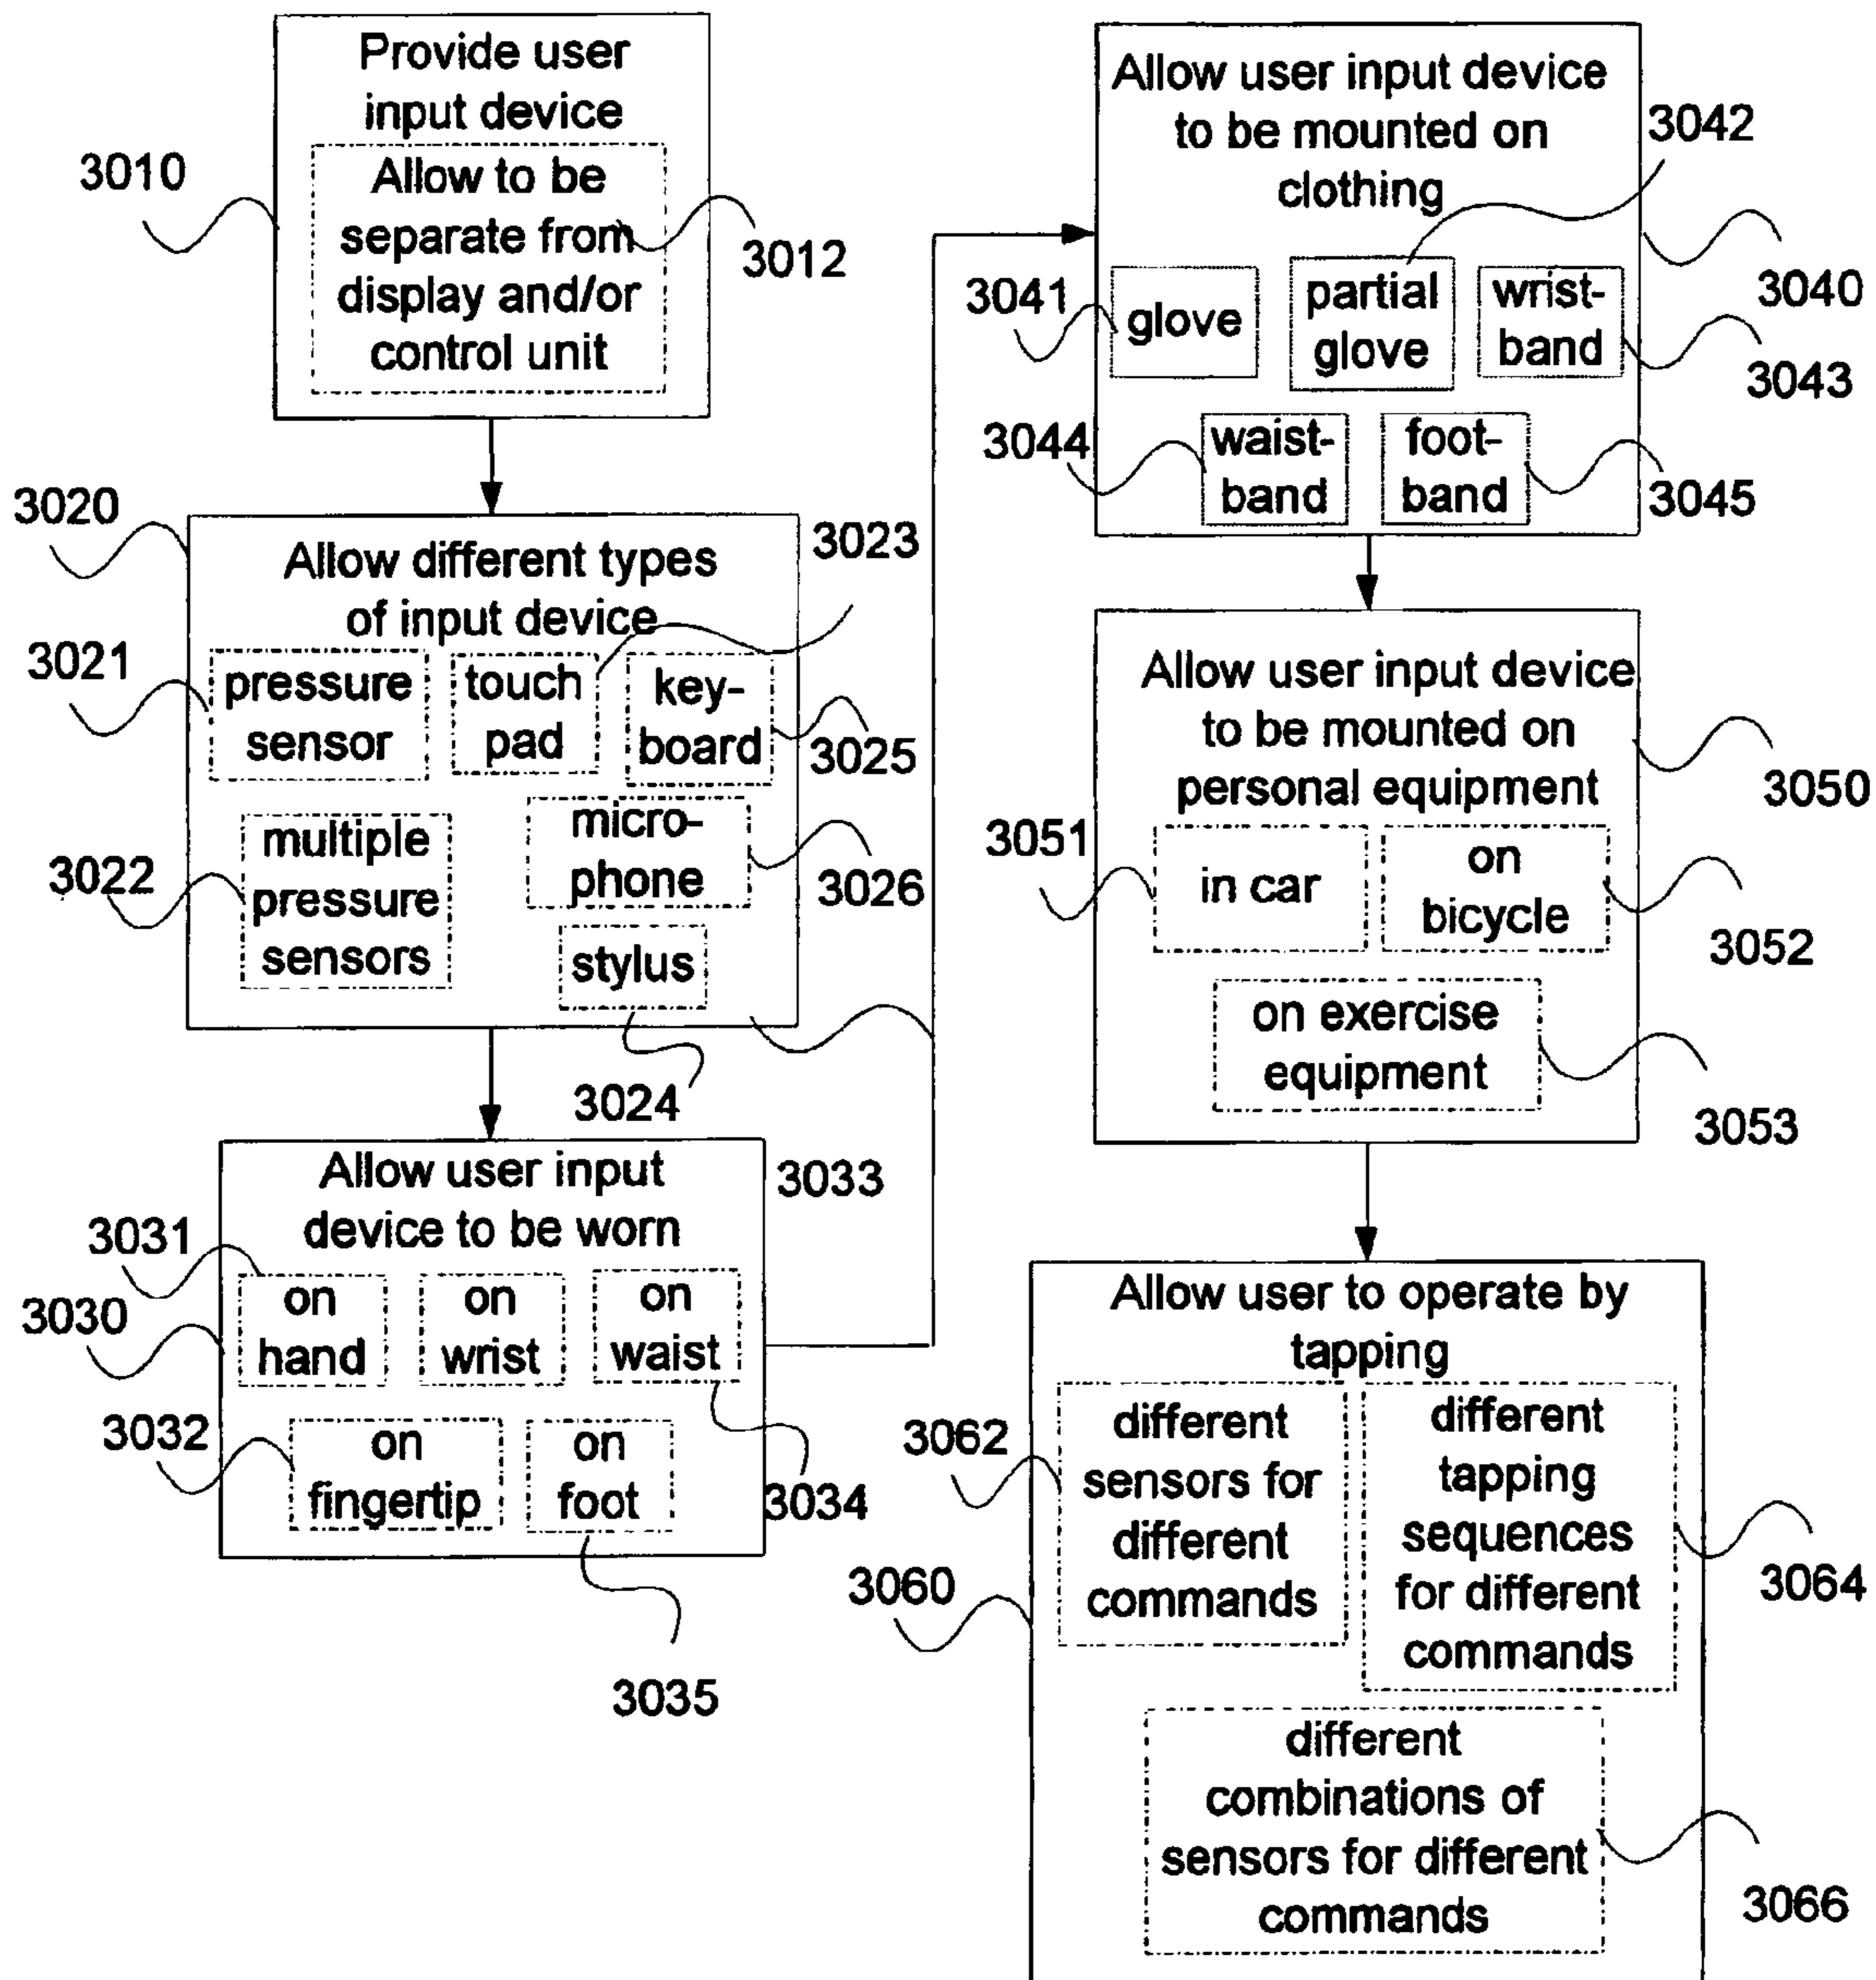 Provide user
input device
Allow to be
separate from
display and/or
control unit
3010
3012
3020
Allow different types
of input device
3023
3021
pressure
sensor
touch
pad
key-
board
3025
3022
multiple
pressure
sensors
micro-
phone
3026
stylus
3024
Allow user input
device to be worn
3033
3031
3030
on
hand
on
wrist
on
waist
3032
on
fingertip
on
foot
3034
3035
Allow user input device
to be mounted on
clothing
3042
3040
3041
glove
partial
glove
wrist-
band
3043
3044
waist-
band
foot-
band
3045
Allow user input device
to be mounted on
personal equipment
3050
3051
in car
on
bicycle
3052
on exercise
equipment
3053
Allow user to operate by
tapping
3062
different
sensors for
different
commands
different
tapping
sequences
for different
commands
3064
3060
different
combinations of
sensors for different
commands
3066